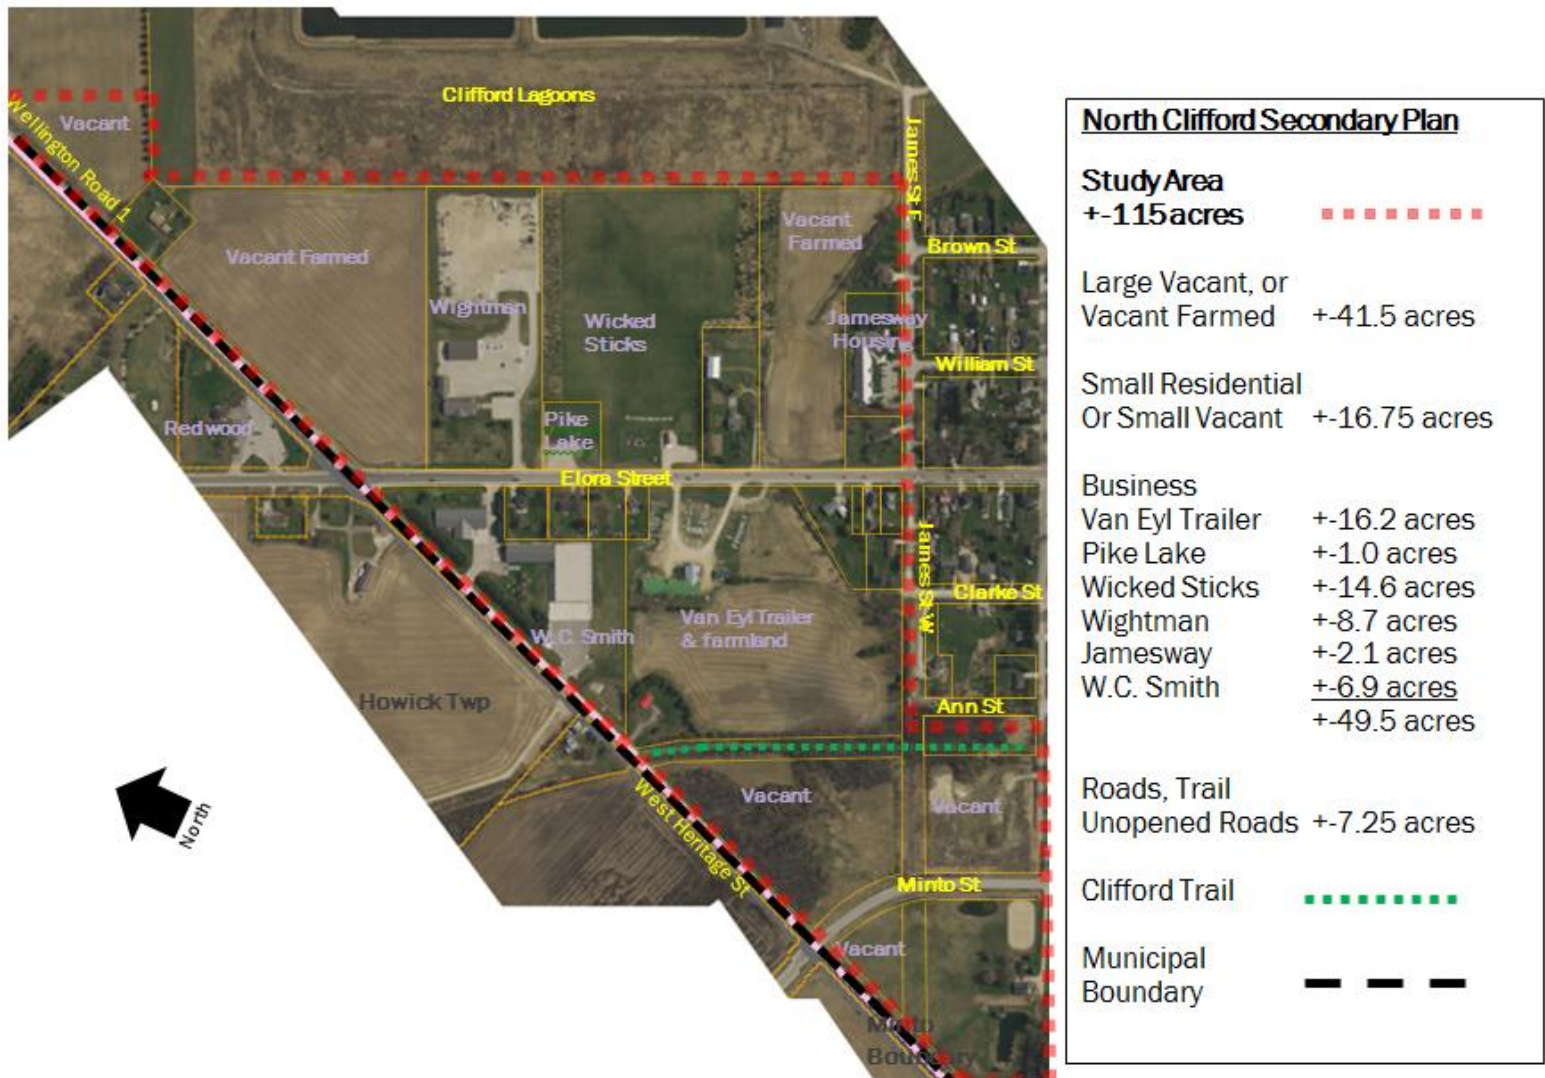 Clifford Lagoons
Vacant
Wellington Road 1
James St E
Vacant
Farmed
Brown St
Vacant Farmed
Wightman
Wicked
Sticks
Jamesway
Housing
William St
Redwood
Pike
Lake
Elora Street
James St W
Clarke St
Van Eyl Trailer
& farmland
W.C. Smith
Howick Twp
Ann St
North
West Heritage St
Vacant
Vacant
Minto St
Vacant
Minto
Boundary
North Clifford Secondary Plan
Study Area
+-115 acres
Large Vacant, or
Vacant Farmed +-41.5 acres
Small Residential
Or Small Vacant +-16.75 acres
Business
Van Eyl Trailer +-16.2 acres
Pike Lake +-1.0 acres
Wicked Sticks +-14.6 acres
Wightman +-8.7 acres
Jamesway +-2.1 acres
W.C. Smith +-6.9 acres
+-49.5 acres
Roads, Trail
Unopened Roads +-7.25 acres
Clifford Trail
Municipal
Boundary